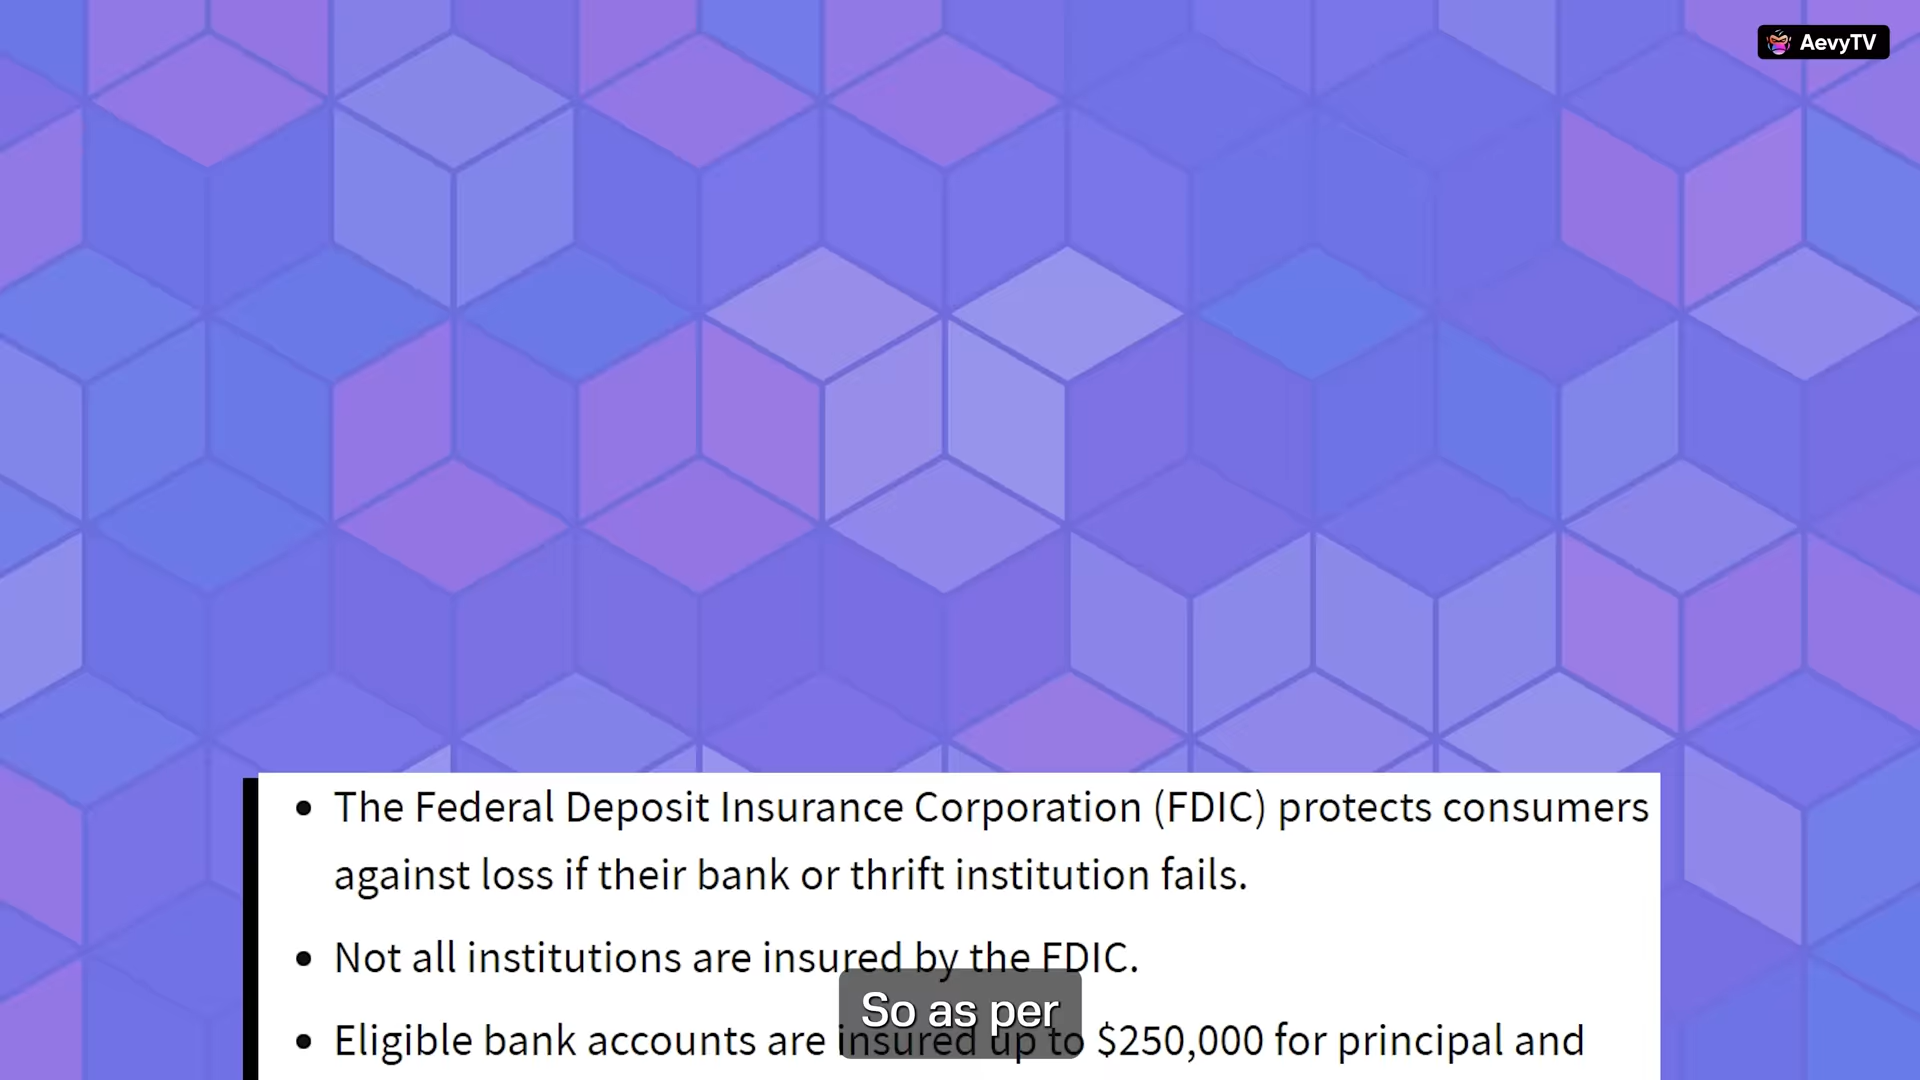 AevyTV
• The Federal Deposit Insurance Corporation (FDIC) protects consumers
against loss if their bank or thrift institution fails.
• Not all institutions are insured by the FDIC.
• Eligible bank accounts are insured up to $250,000 for principal and
So as per